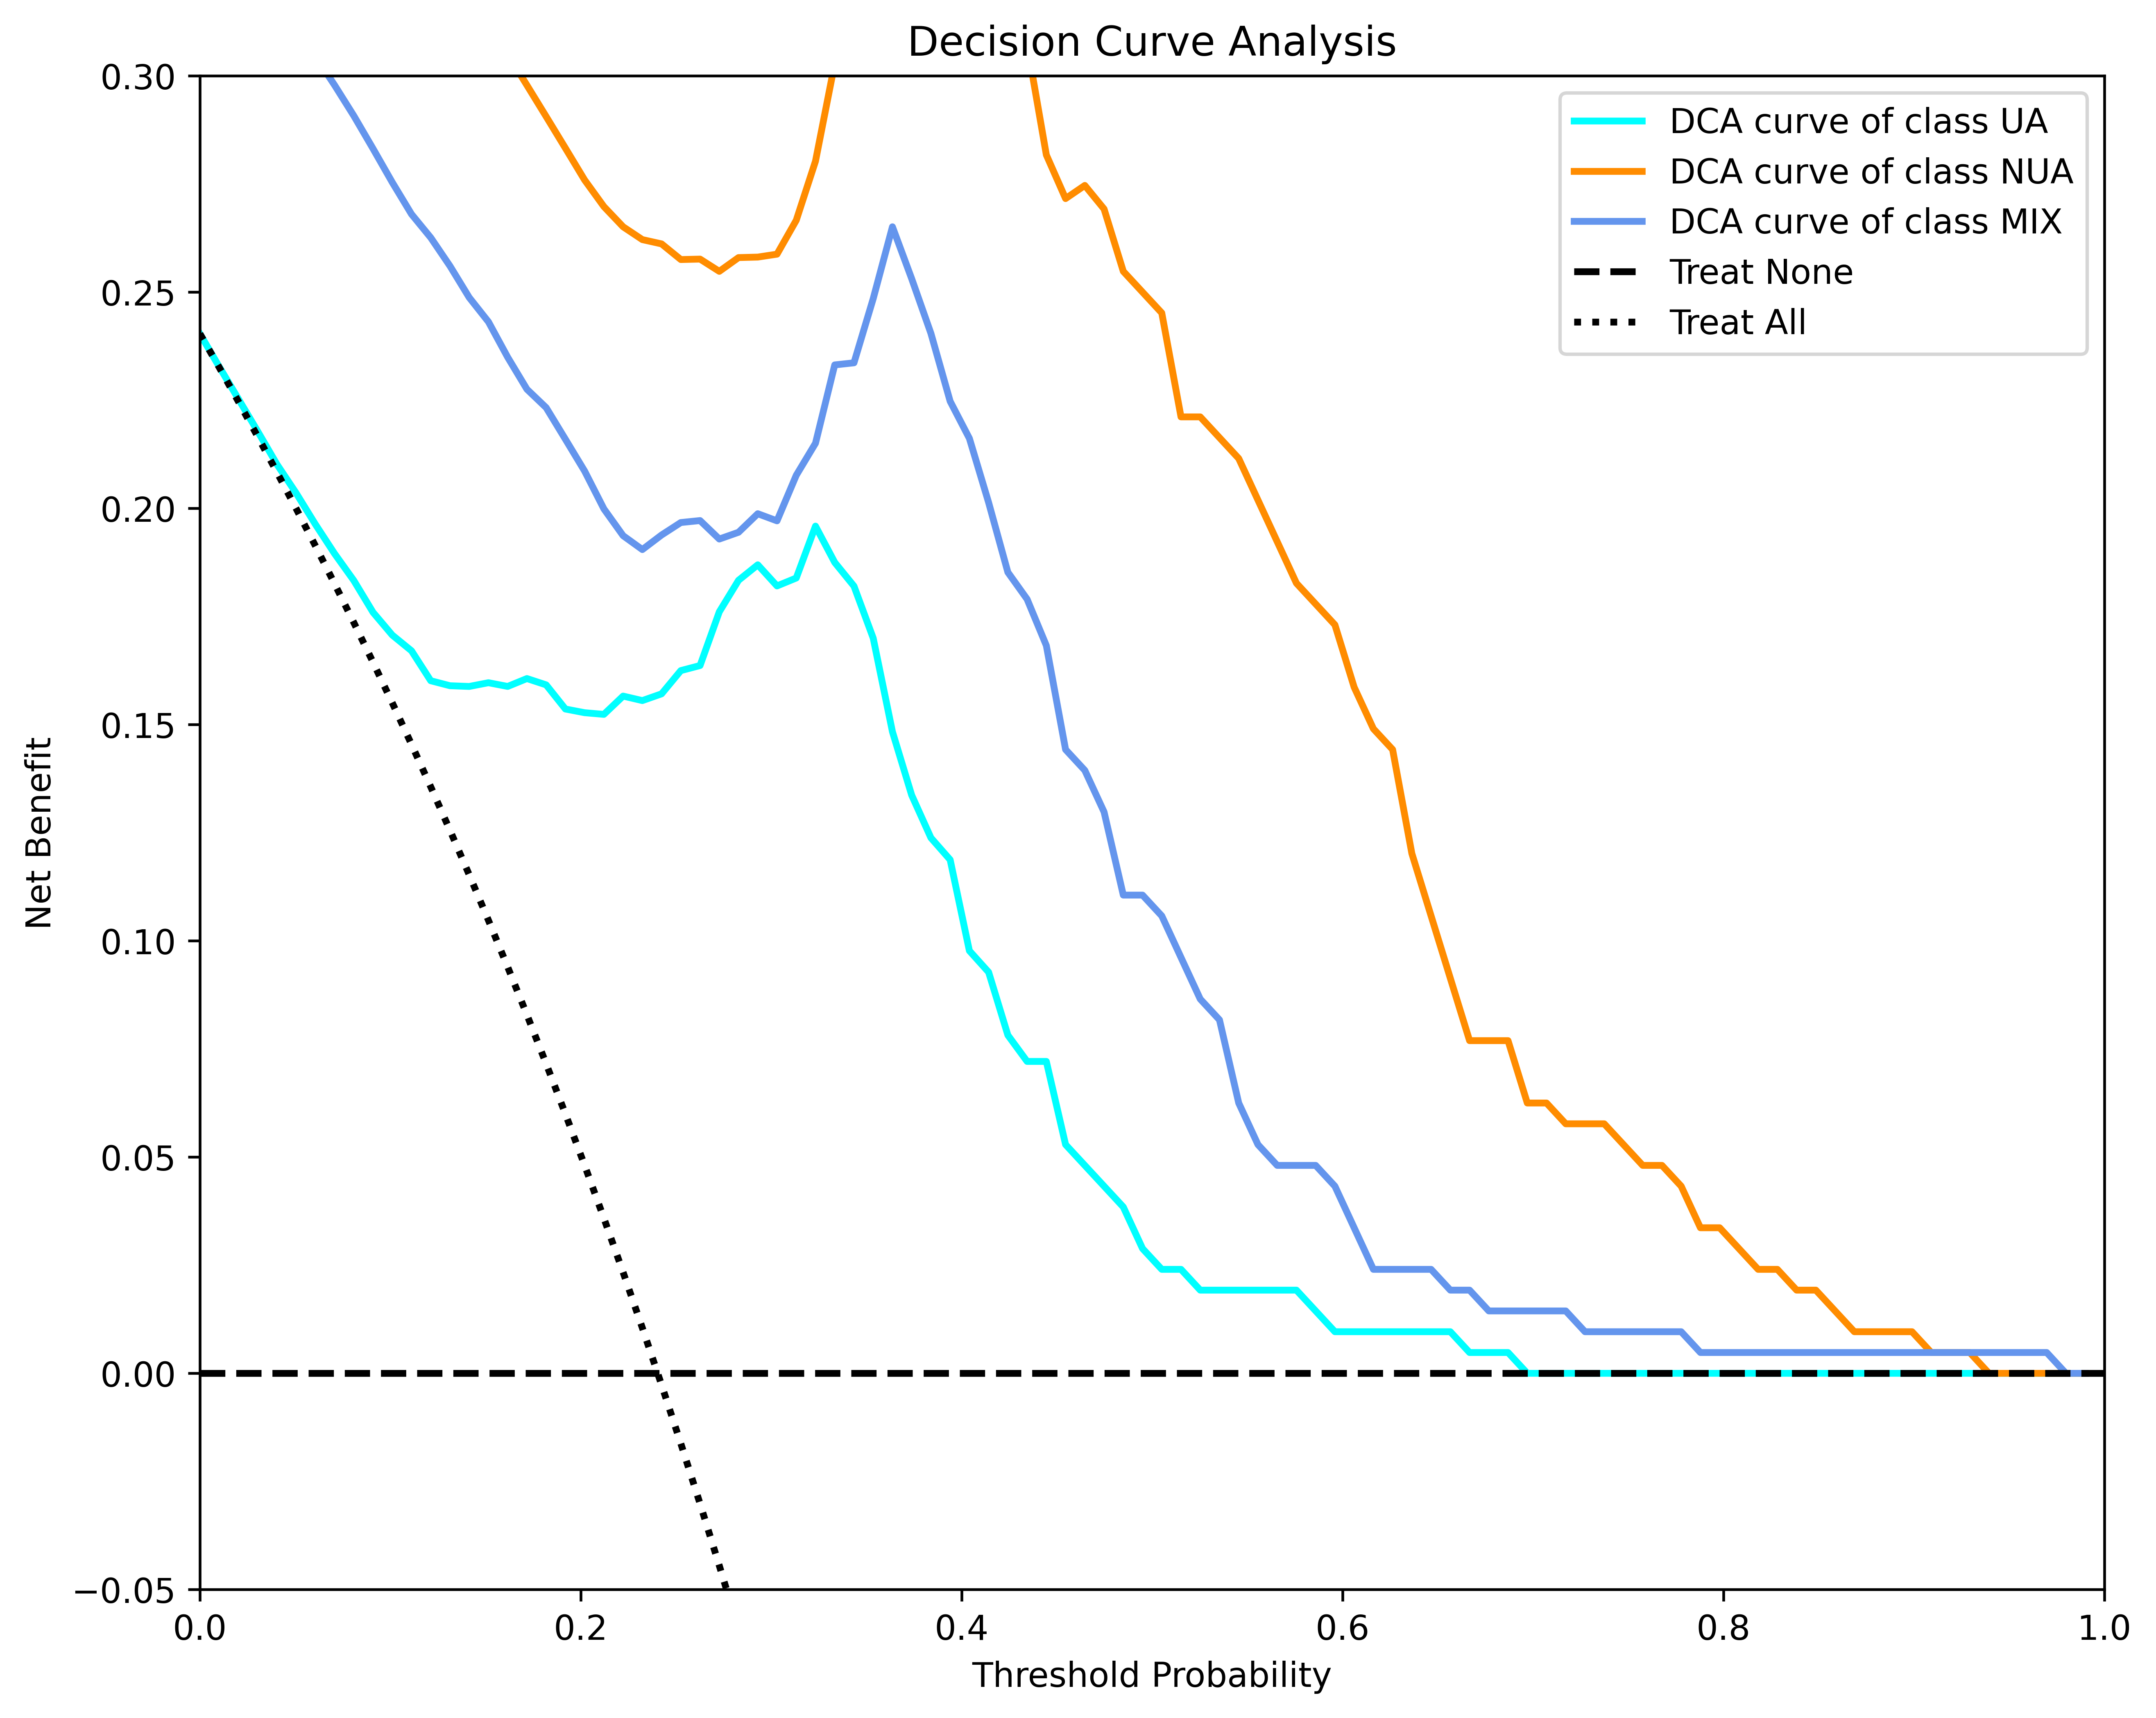 Decision Curve Analysis
0.30
0.25
0.20
0.15
0.10
0.05
0.00
−0.05
Net Benefit
DCA curve of class UA
DCA curve of class NUA
DCA curve of class MIX
Treat None
Treat All
0.0 0.2 0.4 0.6 0.8 1.0
Threshold Probability